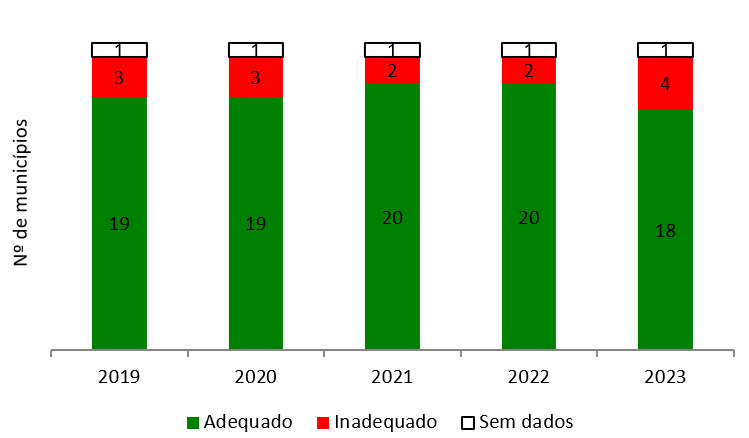 Nº de municípios
1 1 1 1 1
3 3 2 2 4
19 19 20 20 18
2019 2020 2021 2022 2023
Adequado Inadequado Sem dados